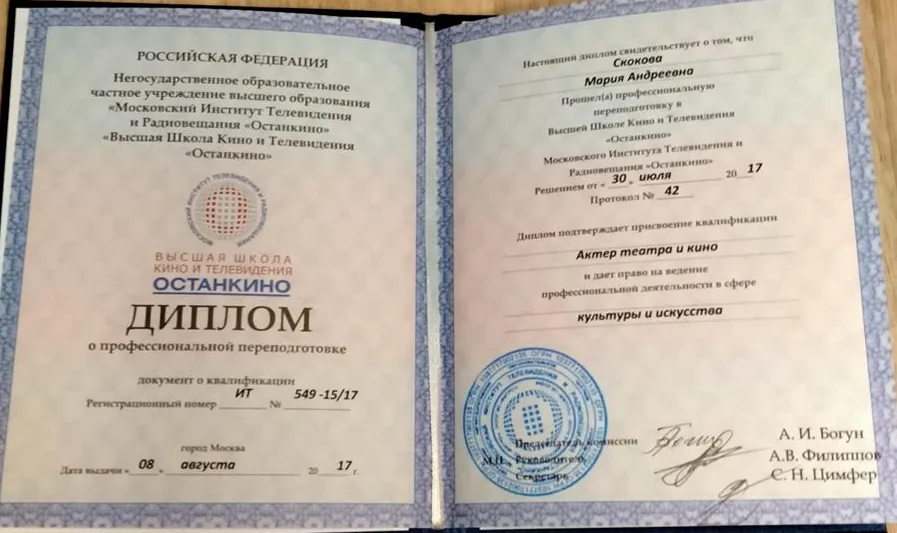 РОССИЙСКАЯ ФЕДЕРАЦИЯ
Негосударственное образовательное
частное учреждение высшего образования
«Московский Институт Телевидения
и Радиовещания «Останкино»
«Высшая Школа Кино и Телевидения
«Останкино»
МОСКОВСКИЙ ИНСТИТУТ ТЕЛЕВИДЕНИЯ И РАДИОВЕЩАНИЯ
ВЫСШАЯ ШКОЛА
КИНО И ТЕЛЕВИДЕНИЯ
ОСТАНКИНО
ДИПЛОМ
о профессиональной переподготовке
документ о квалификации
Регистрационный номер ИТ № 549 -15/17
город Москва
Дата выдачи « 08 » августа 20 17 г.
Настоящий диплом свидетельствует о том, что
Скокова
Мария Андреевна
Прошел(а) профессиональную
переподготовку в
Высшей Школе Кино и Телевидения
«Останкино»
Московского Института Телевидения и
Радиовещания «Останкино»
Решением от « 30 » июля 20 17
Протокол № 42
Диплом подтверждает присвоение квалификации
Актер театра и кино
и дает право на ведение
профессиональной деятельности в сфере
культуры и искусства
Председатель комиссии А. И. Богун
М.П. Руководитель А.В. Филиппов
Секретарь С. Н. Цимфер